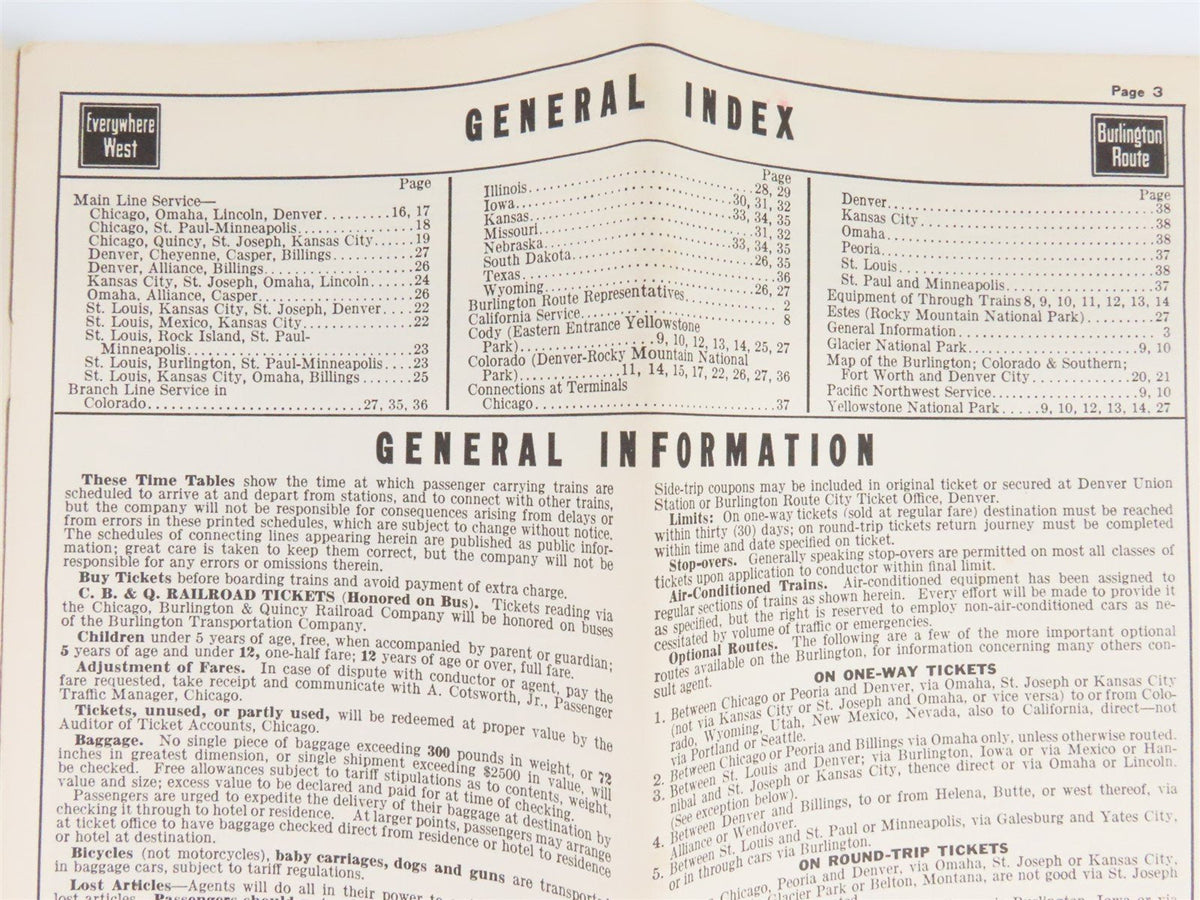 Page 3
Everywhere
West
GENERAL INDEX
Burlington
Route
Page
Main Line Service—
Chicago, Omaha, Lincoln, Denver.........16, 17
Chicago, St. Paul-Minneapolis...............18
Chicago, Quincy, St. Joseph, Kansas City......19
Denver, Cheyenne, Casper, Billings...........27
Denver, Alliance, Billings....................26
Kansas City, St. Joseph, Omaha, Lincoln......24
Omaha, Alliance, Casper....................26
St. Louis, Kansas City, St. Joseph, Denver....22
St. Louis, Mexico, Kansas City...............22
St. Louis, Rock Island, St. Paul-
Minneapolis.............................23
St. Louis, Burlington, St. Paul-Minneapolis....23
St. Louis, Kansas City, Omaha, Billings.......25
Branch Line Service in
Colorado............................27, 35, 36
Page
Illinois...............................28, 29
Iowa..............................30, 31, 32
Kansas............................33, 34, 35
Missouri..............................31, 32
Nebraska..........................33, 34, 35
South Dakota.........................26, 35
Texas....................................36
Wyoming..............................26, 27
Burlington Route Representatives.............2
California Service...........................8
Cody (Eastern Entrance Yellowstone
Park)...................9, 10, 12, 13, 14, 25, 27
Colorado (Denver-Rocky Mountain National
Park).............11, 14, 15, 17, 22, 26, 27, 36
Connections at Terminals
Chicago..................................37
Page
Denver...................................38
Kansas City..............................38
Omaha...................................38
Peoria...................................37
St. Louis.................................38
St. Paul and Minneapolis..................37
Equipment of Through Trains 8, 9, 10, 11, 12, 13, 14
Estes (Rocky Mountain National Park).........27
General Information.........................3
Glacier National Park.....................9, 10
Map of the Burlington; Colorado & Southern;
Fort Worth and Denver City.............20, 21
Pacific Northwest Service..................9, 10
Yellowstone National Park.....9, 10, 12, 13, 14, 27
GENERAL INFORMATION
These Time Tables show the time at which passenger carrying trains are
scheduled to arrive at and depart from stations, and to connect with other trains,
but the company will not be responsible for consequences arising from delays or
from errors in these printed schedules, which are subject to change without notice.
The schedules of connecting lines appearing herein are published as public infor-
mation; great care is taken to keep them correct, but the company will not be
responsible for any errors or omissions therein.
Buy Tickets before boarding trains and avoid payment of extra charge.
C. B. & Q. RAILROAD TICKETS (Honored on Bus). Tickets reading via
the Chicago, Burlington & Quincy Railroad Company will be honored on buses
of the Burlington Transportation Company.
Children under 5 years of age, free, when accompanied by parent or guardian;
5 years of age and under 12, one-half fare; 12 years of age or over, full fare.
Adjustment of Fares. In case of dispute with conductor or agent, pay the
fare requested, take receipt and communicate with A. Cotsworth, Jr., Passenger
Traffic Manager, Chicago.
Tickets, unused, or partly used, will be redeemed at proper value by the
Auditor of Ticket Accounts, Chicago.
Baggage. No single piece of baggage exceeding 300 pounds in weight, or 72
inches in greatest dimension, or single shipment exceeding $2500 in value, will
be checked. Free allowances subject to tariff stipulations as to contents, weight,
value and size; excess value to be declared and paid for at time of checking.
Passengers are urged to expedite the delivery of their baggage at destination by
checking it through to hotel or residence. At larger points, passengers may arrange
at ticket office to have baggage checked direct from residence or hotel to residence
or hotel at destination.
Bicycles (not motorcycles), baby carriages, dogs and guns are transported
in baggage cars, subject to tariff regulations.
Lost Articles—Agents will do all in their power
lost articles. Passengers should
Side-trip coupons may be included in original ticket or secured at Denver Union
Station or Burlington Route City Ticket Office, Denver.
Limits: On one-way tickets (sold at regular fare) destination must be reached
within thirty (30) days; on round-trip tickets return journey must be completed
within time and date specified on ticket.
Stop-overs. Generally speaking stop-overs are permitted on most all classes of
tickets upon application to conductor within final limit.
Air-Conditioned Trains. Air-conditioned equipment has been assigned to
regular sections of trains as shown herein. Every effort will be made to provide it
as specified, but the right it is reserved to employ non-air-conditioned cars as ne-
cessitated by volume of traffic or emergencies.
Optional Routes. The following are a few of the more important optional
routes available on the Burlington, for information concerning many others con-
sult agent.
ON ONE-WAY TICKETS
1. Between Chicago or Peoria and Denver, via Omaha, St. Joseph or Kansas City
(not via Kansas City or St. Joseph and Omaha, or vice versa) to or from Colo-
rado, Wyoming, Utah, New Mexico, Nevada, also to California, direct—not
via Portland or Seattle.
2. Between Chicago or Peoria and Billings via Omaha only, unless otherwise routed.
3. Between St. Louis and Denver; via Burlington, Iowa or via Mexico or Han-
nibal and St. Joseph or Kansas City, thence direct or via Omaha or Lincoln.
(See exception below).
4. Between Denver and Billings, to or from Helena, Butte, or west thereof, via
Alliance or Wendover.
5. Between St. Louis and St. Paul or Minneapolis, via Galesburg and Yates City,
or in through cars via Burlington.
ON ROUND-TRIP TICKETS
Chicago, Peoria and Denver, via Omaha, St. Joseph or Kansas City,
Glacier Park or Belton, Montana, are not good via St. Joseph